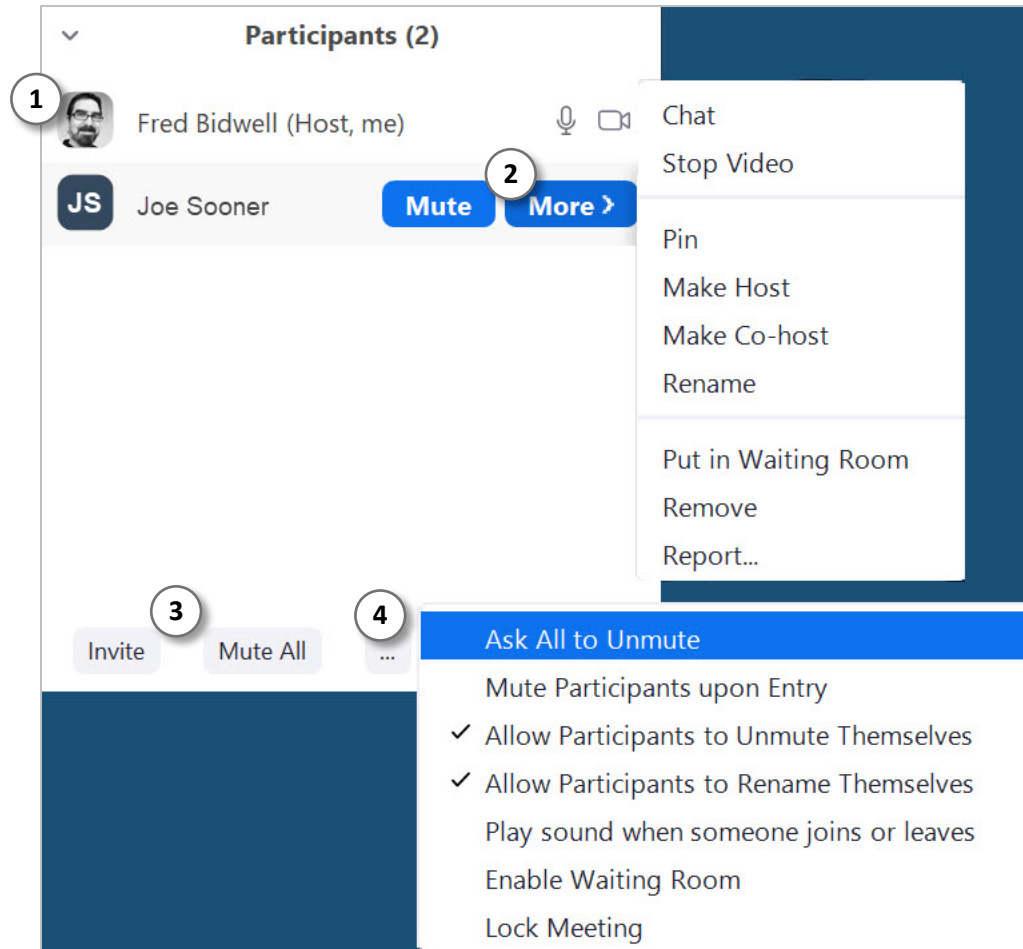 Participants (2)
1
Fred Bidwell (Host, me)
JS
Joe Sooner
Mute
2
More >
Chat
Stop Video
Pin
Make Host
Make Co-host
Rename
Put in Waiting Room
Remove
Report...
3
Invite
Mute All
4
...
Ask All to Unmute
Mute Participants upon Entry
✓ Allow Participants to Unmute Themselves
✓ Allow Participants to Rename Themselves
Play sound when someone joins or leaves
Enable Waiting Room
Lock Meeting